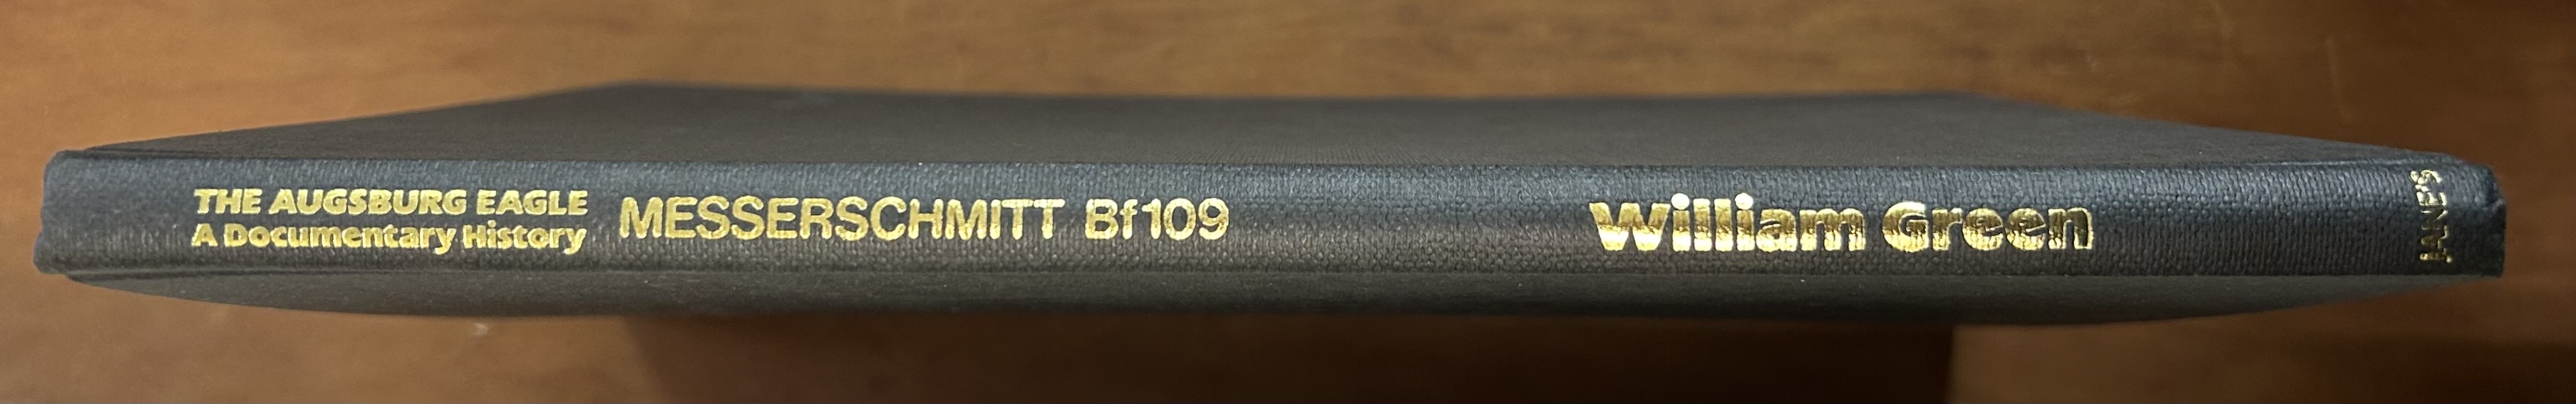 THE AUGSBURG EAGLE
A Documentary History
MESSERSCHMITT Bf109
William Green
JANE'S